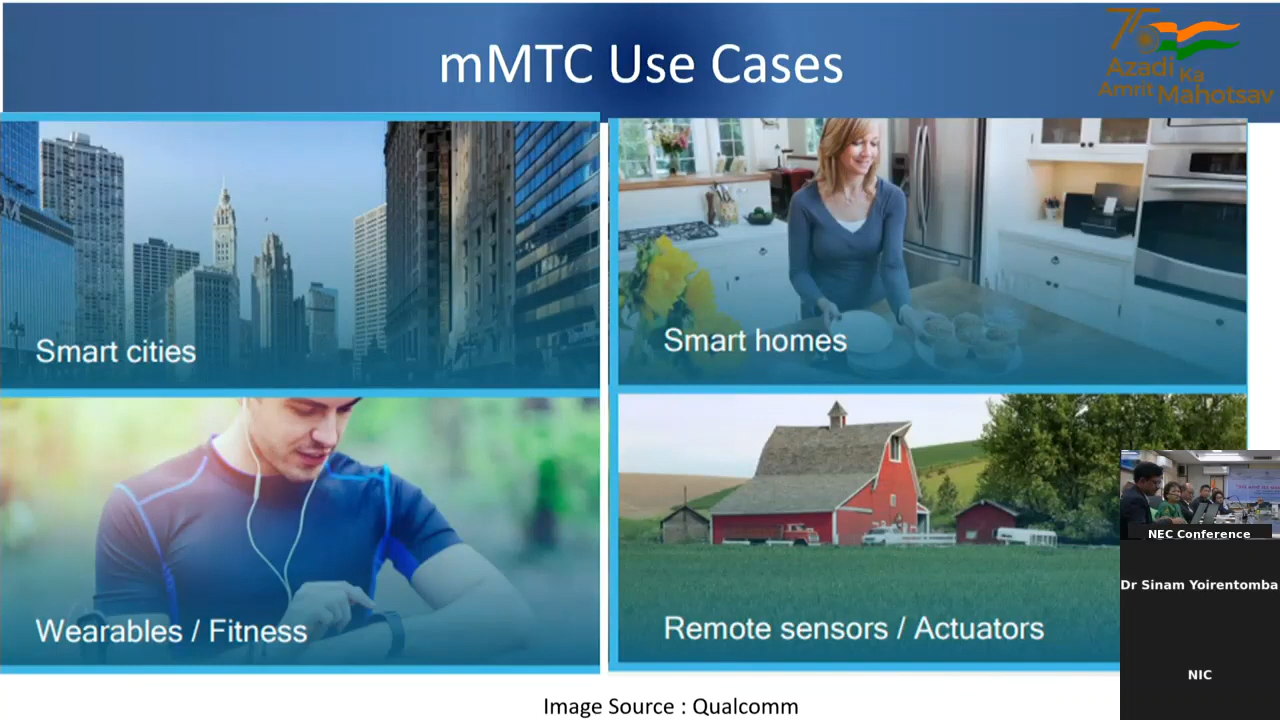 mMTC Use Cases
75
Azadi Ka
Amrit Mahotsav
Smart cities
Smart homes
Wearables / Fitness
Remote sensors / Actuators
NEC Conference
Dr Sinam Yoirentomba
NIC
Image Source : Qualcomm